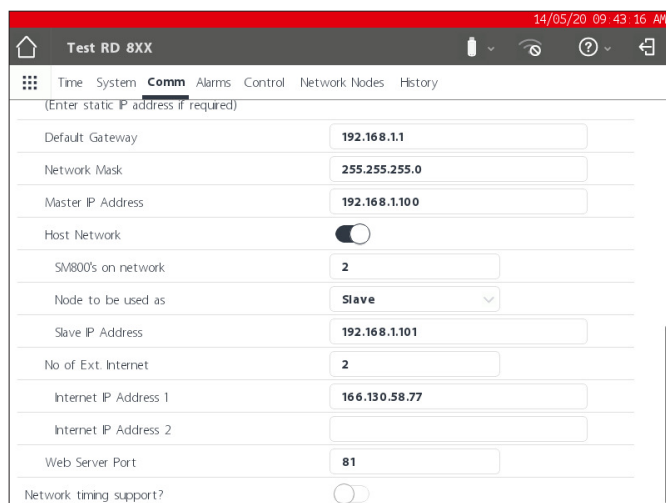 14/05/20 09:43:16 AM
Test RD 8XX
Time System Comm Alarms Control Network Nodes History
(Enter static IP address if required)
Default Gateway 192.168.1.1
Network Mask 255.255.255.0
Master IP Address 192.168.1.100
Host Network
SM800's on network 2
Node to be used as Slave
Slave IP Address 192.168.1.101
No of Ext. Internet 2
Internet IP Address 1 166.130.58.77
Internet IP Address 2
Web Server Port 81
Network timing support?